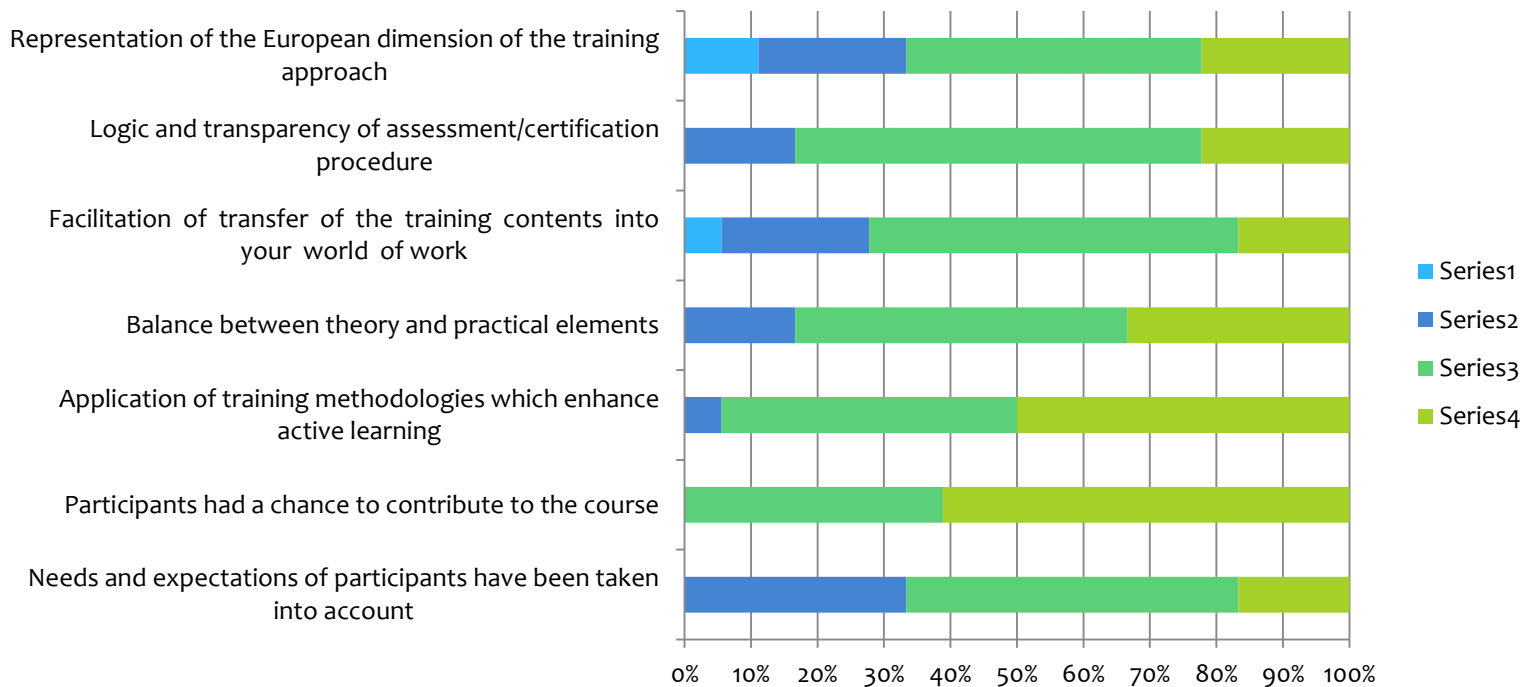 Representation of the European dimension of the training
approach
Logic and transparency of assessment/certification
procedure
Facilitation of transfer of the training contents into
your world of work
Balance between theory and practical elements
Application of training methodologies which enhance
active learning
Participants had a chance to contribute to the course
Needs and expectations of participants have been taken
into account
0% 10% 20% 30% 40% 50% 60% 70% 80% 90% 100%
Series1
Series2
Series3
Series4